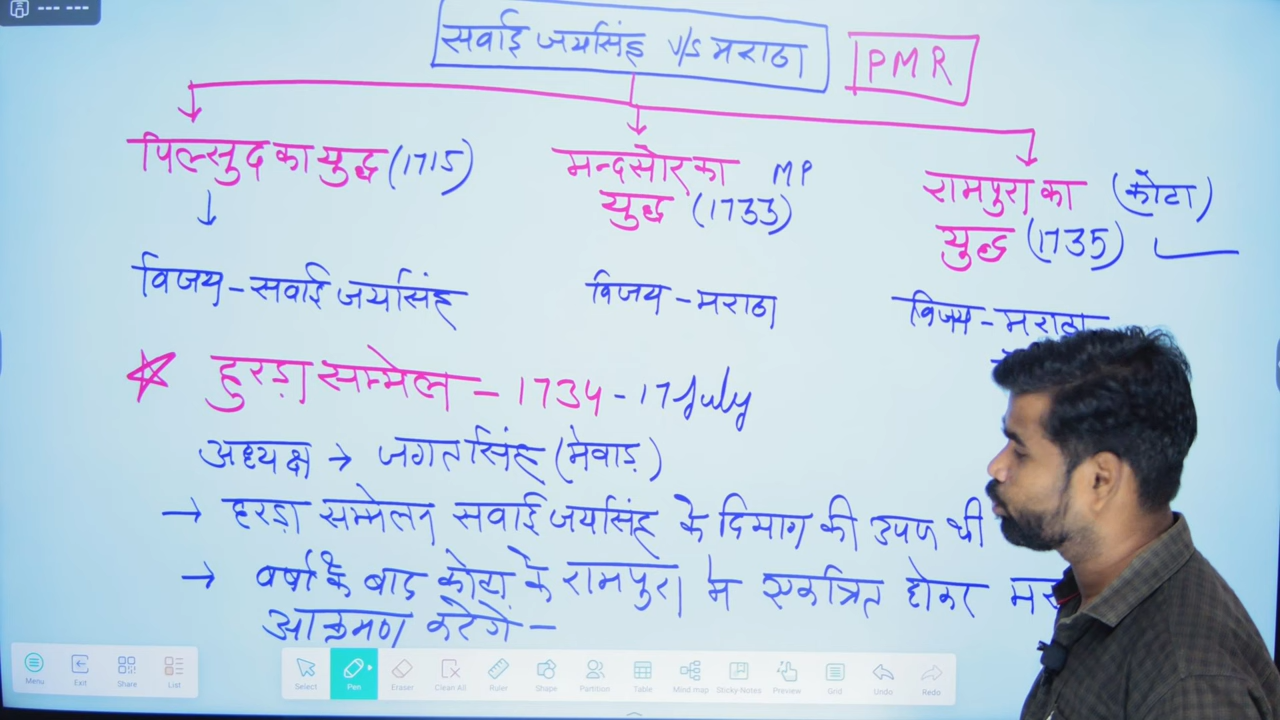 सवाई जयसिंह v/s मराठा
PMR
पिलसुद का युद्ध (1715)
विजय - सवाई जयसिंह
मन्दसौर का MP
युद्ध (1733)
विजय - मराठा
रामपुरा का (कोटा)
युद्ध (1735)
विजय - मराठा
हुरड़ा सम्मेल - 1734 - 17 July
अध्यक्ष → जगतसिंह (मेवाड़)
→ हुरड़ा सम्मेलन सवाई जयसिंह के दिमाग की उपज थी
→ वर्षा के बाद कोटा के रामपुरा में एकत्रित होकर
आक्रमण करेगें -
Menu Exit Share List
Select Pen Eraser Clean All Ruler Shape Partition Table Mind map Sticky Notes Preview Grid Undo Redo